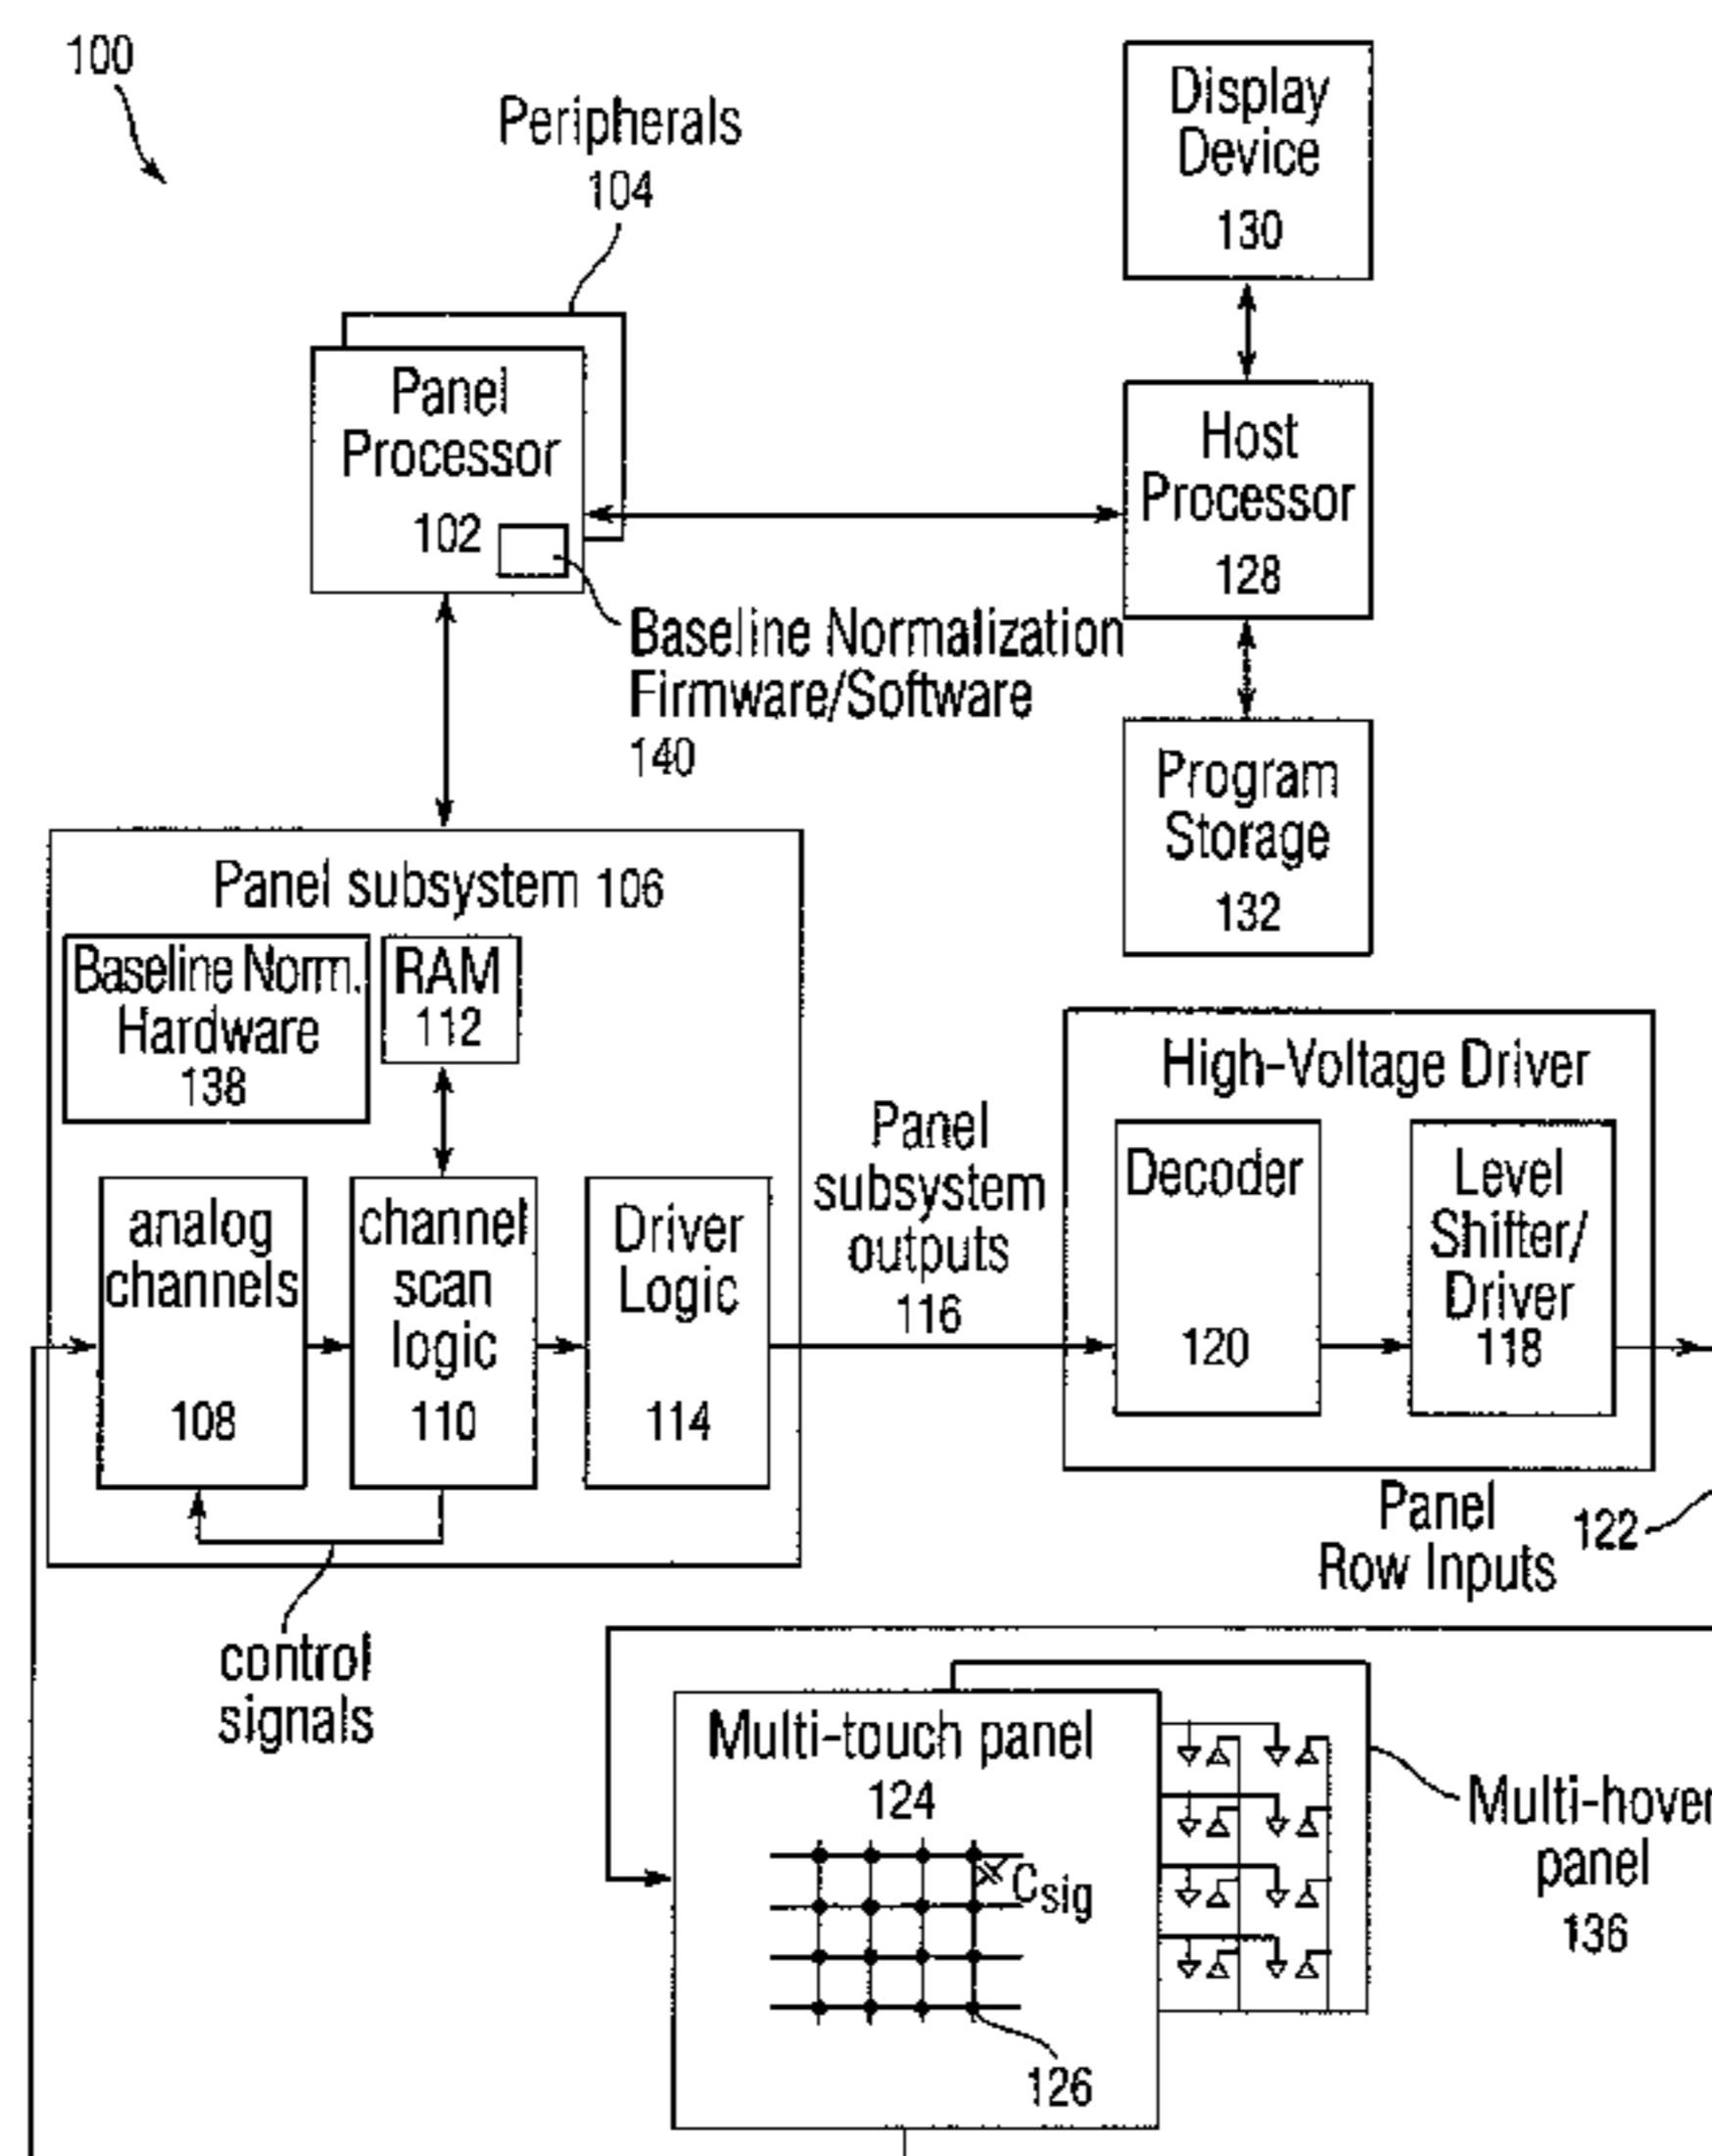 100
Peripherals
104
Display
Device
130
Panel
Processor
102
Host
Processor
128
Baseline Normalization
Firmware/Software
140
Program
Storage
132
Panel subsystem 106
Baseline Norm.
Hardware
138
RAM
112
analog
channels
108
channel
scan
logic
110
Driver
Logic
114
control
signals
Panel
subsystem
outputs
116
High-Voltage Driver
Decoder
120
Level
Shifter/
Driver
118
Panel
Row Inputs
122
Multi-touch panel
124
Csig
126
Multi-hover
panel
136